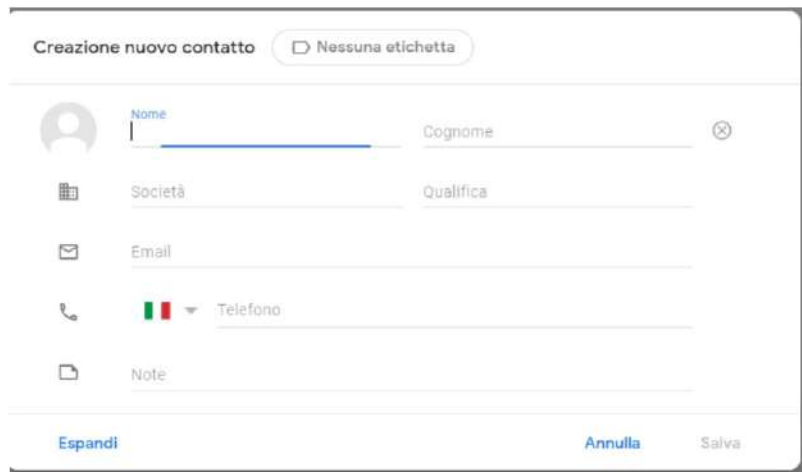 Creazione nuovo contatto Nessuna etichetta
Nome
Cognome
Società Qualifica
Email
Telefono
Note
Espandi Annulla Salva